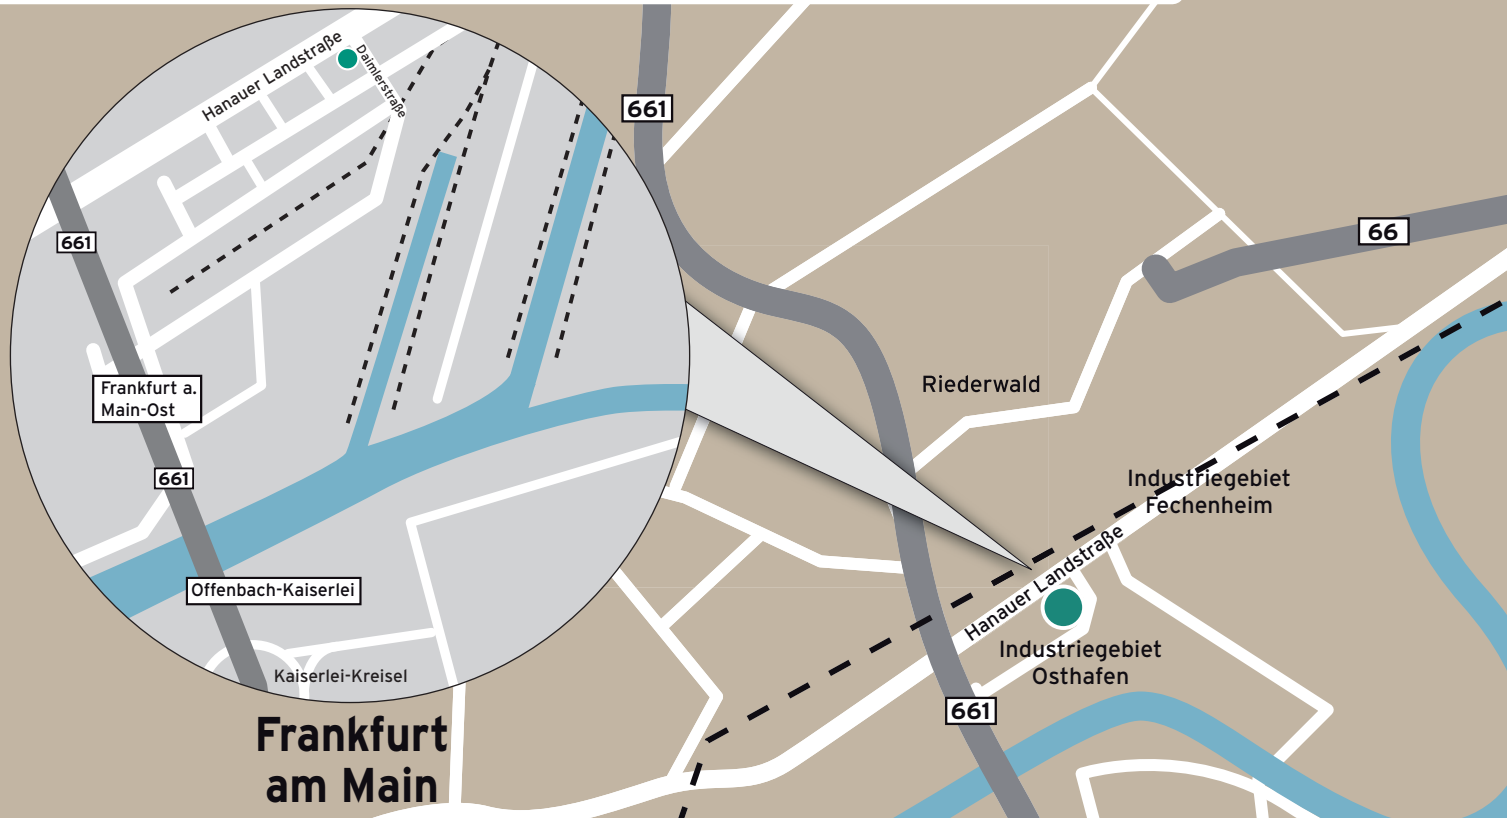 Hanauer Landstraße
Daimlerstraße
661
Frankfurt a.
Main-Ost
661
Offenbach-Kaiserlei
Kaiserlei-Kreisel
Frankfurt
am Main
661
66
Riederwald
Industriegebiet
Fechenheim
Hanauer Landstraße
Industriegebiet
Osthafen
661